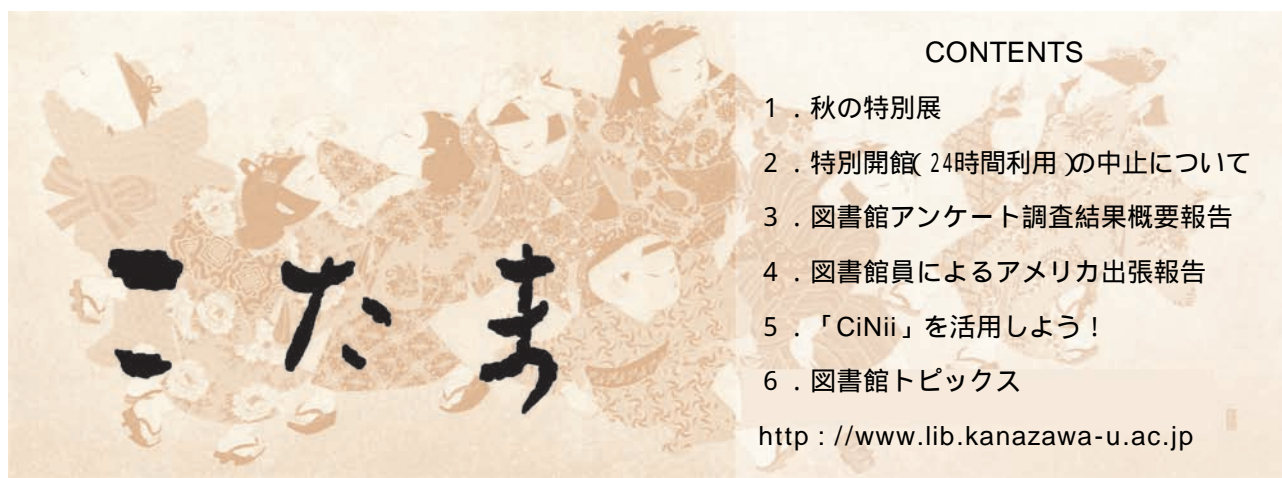 こたま
CONTENTS
1．秋の特別展
2．特別開館(24時間利用)の中止について
3．図書館アンケート調査結果概要報告
4．図書館員によるアメリカ出張報告
5．「CiNii」を活用しよう！
6．図書館トピックス
http：//www.lib.kanazawa-u.ac.jp